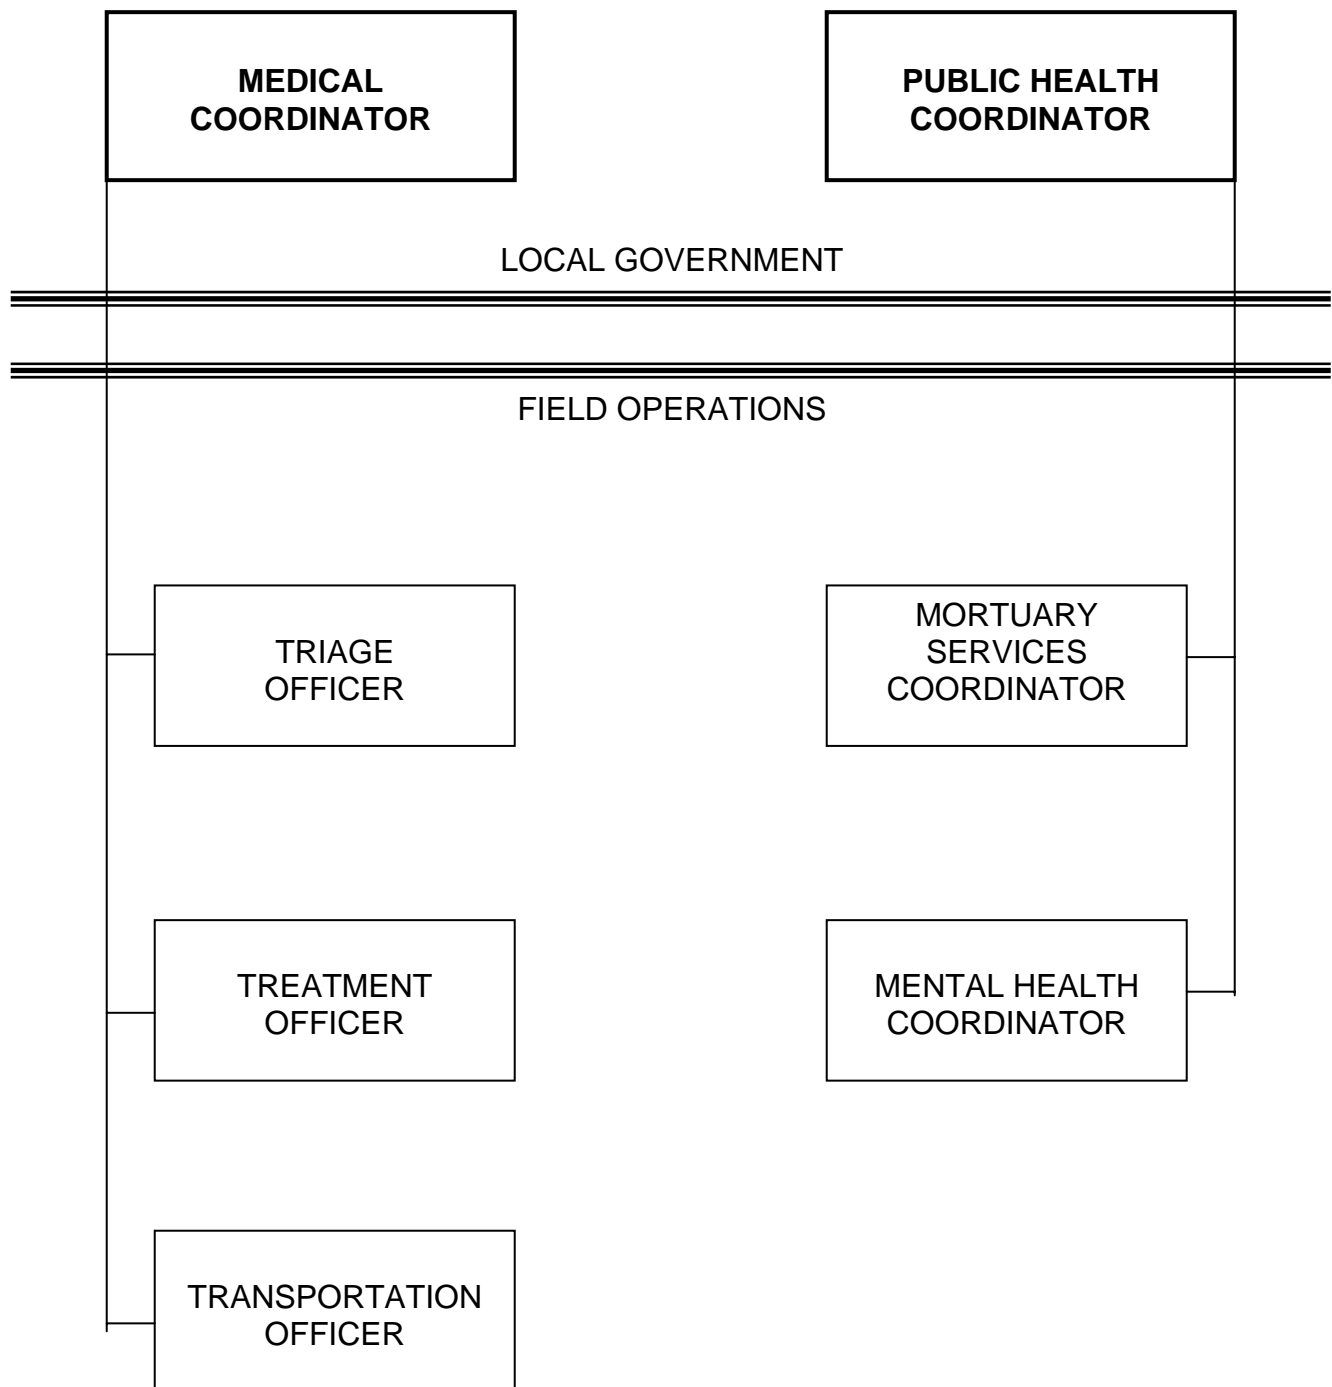 MEDICAL
COORDINATOR
PUBLIC HEALTH
COORDINATOR
LOCAL GOVERNMENT
FIELD OPERATIONS
TRIAGE
OFFICER
MORTUARY
SERVICES
COORDINATOR
TREATMENT
OFFICER
MENTAL HEALTH
COORDINATOR
TRANSPORTATION
OFFICER